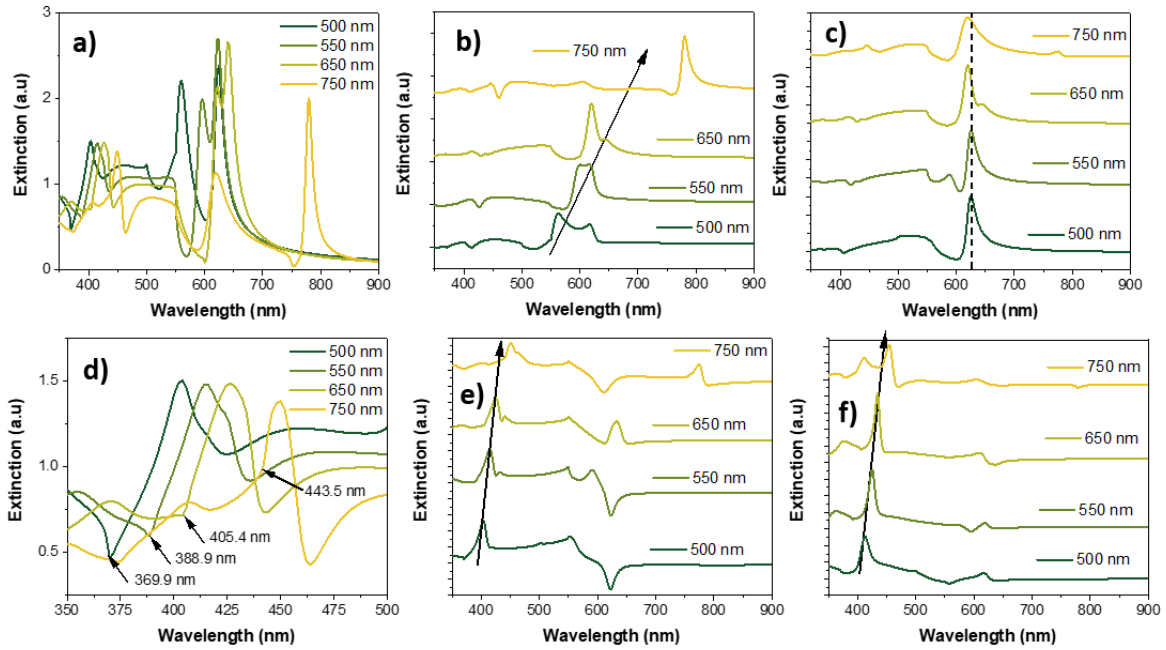 a)
500 nm
550 nm
650 nm
750 nm
Extinction (a.u)
3
2
1
0
400 500 600 700 800 900
Wavelength (nm)
b)
750 nm
650 nm
550 nm
500 nm
Extinction (a.u)
400 500 600 700 800 900
Wavelength (nm)
c)
750 nm
650 nm
550 nm
500 nm
Extinction (a.u)
400 500 600 700 800 900
Wavelength (nm)
d)
500 nm
550 nm
650 nm
750 nm
Extinction (a.u)
1.5
1.0
0.5
443.5 nm
405.4 nm
388.9 nm
369.9 nm
350 375 400 425 450 475 500
Wavelength (nm)
e)
750 nm
650 nm
550 nm
500 nm
Extinction (a.u)
400 500 600 700 800 900
Wavelength (nm)
f)
750 nm
650 nm
550 nm
500 nm
Extinction (a.u)
400 500 600 700 800 900
Wavelength (nm)